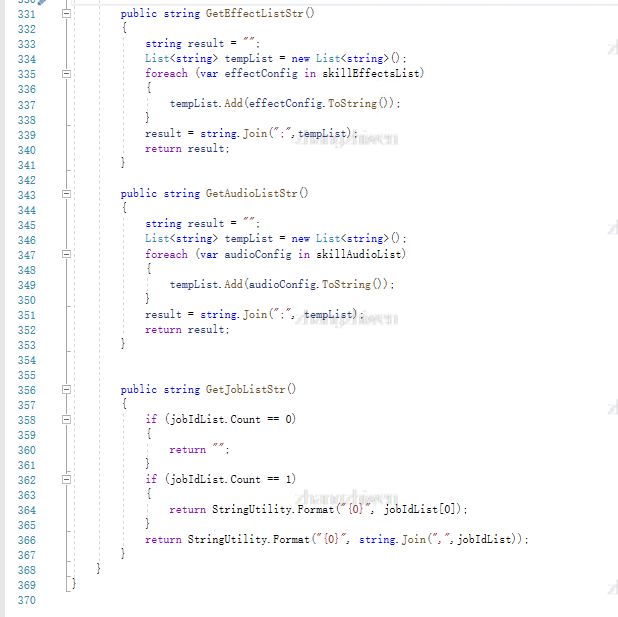 331 public string GetEffectListStr()
332 {
333 string result = "";
334 List<string> tempList = new List<string>();
335 foreach (var effectConfig in skillEffectsList)
336 {
337 tempList.Add(effectConfig.ToString());
338 }
339 result = string.Join(";",tempList);
340 return result;
341 }
342
343 public string GetAudioListStr()
344 {
345 string result = "";
346 List<string> tempList = new List<string>();
347 foreach (var audioConfig in skillAudioList)
348 {
349 tempList.Add(audioConfig.ToString());
350 }
351 result = string.Join(";", tempList);
352 return result;
353 }
354
355
356 public string GetJobListStr()
357 {
358 if (jobIdList.Count == 0)
359 {
360 return "";
361 }
362 if (jobIdList.Count == 1)
363 {
364 return StringUtility.Format("{0}", jobIdList[0]);
365 }
366 return StringUtility.Format("{0}", string.Join(",",jobIdList));
367 }
368 }
369 }
370